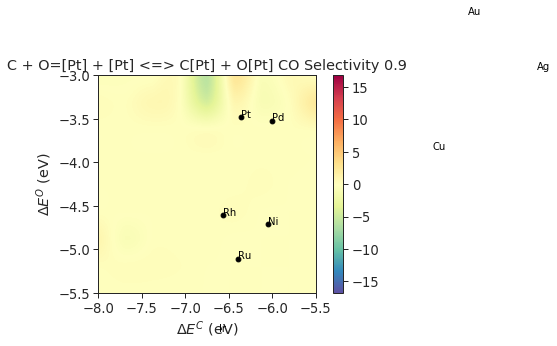 Au
Ag
C + O=[Pt] + [Pt] <=> C[Pt] + O[Pt] CO Selectivity 0.9
−3.0
−3.5
−4.0
−4.5
−5.0
−5.5
ΔE^O (eV)
Pt
Pd
Rh
Ni
Ru
Cu
15
10
5
0
−5
−10
−15
−8.0 −7.5 −7.0 −6.5 −6.0 −5.5
ΔE^C (eV)
Ir